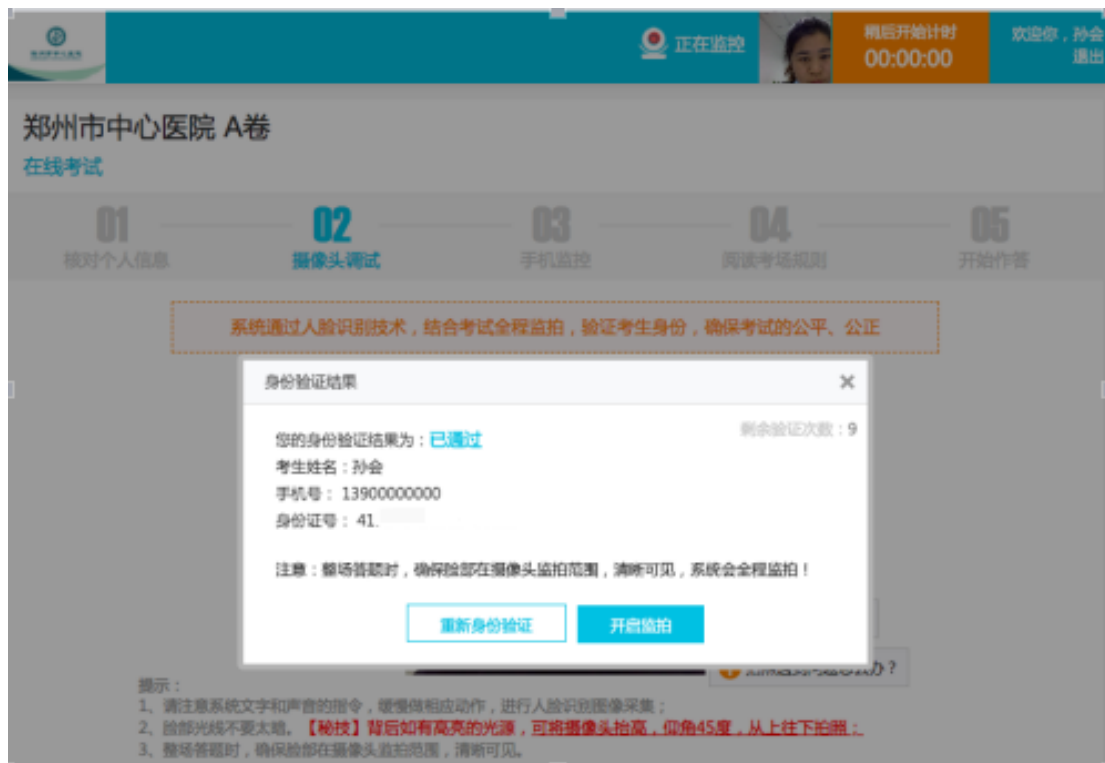 正在监控
稍后开始计时
00:00:00
欢迎你，孙会
退出
郑州市中心医院 A卷
在线考试
01
02
03
04
05
核对个人信息
摄像头调试
手机监控
阅读考场规则
开始作答
系统通过人脸识别技术，结合考试全程监拍，验证考生身份，确保考试的公平、公正
身份验证结果
×
剩余验证次数：9
您的身份验证结果为：已通过
考生姓名：孙会
手机号： 13900000000
身份证号： 41.
注意：整场答题时，确保脸部在摄像头监拍范围，清晰可见，系统会全程监拍！
重新身份验证
开启监拍
提示：
1、请注意系统文字和声音的指令，缓慢做相应动作，进行人脸识别图像采集；
2、脸部光线不要太暗。【秘技】背后如有高亮的光源，可将摄像头抬高，仰角45度，从上往下拍照；
3、整场答题时，确保脸部在摄像头监拍范围，清晰可见。